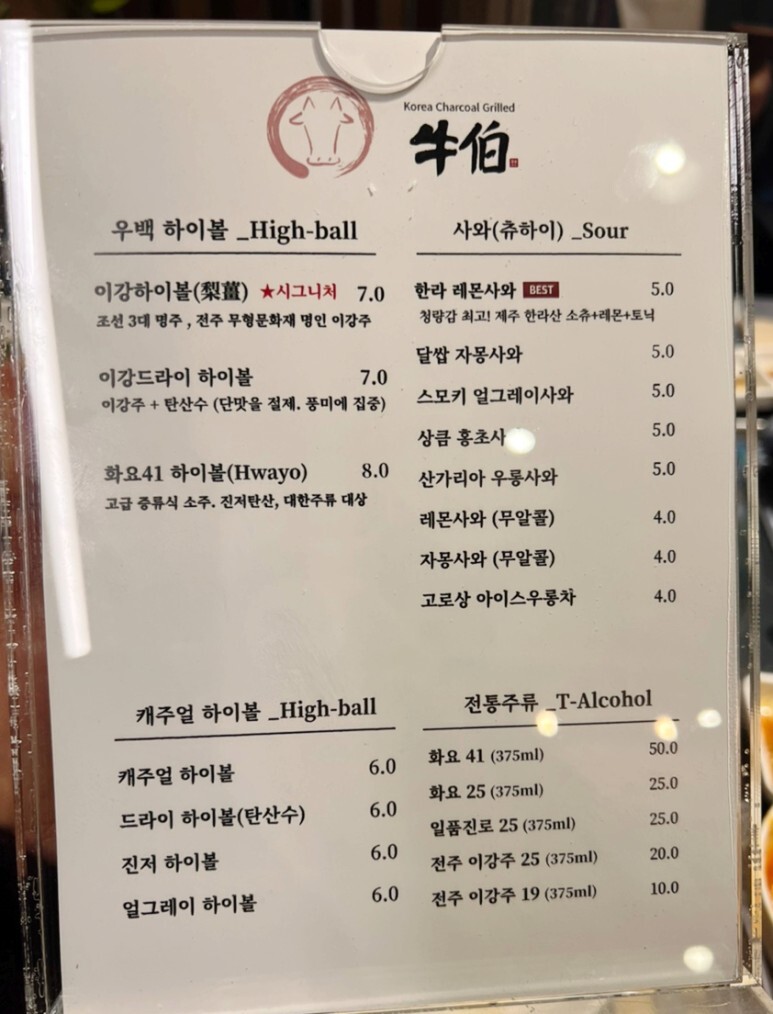 Korea Charcoal Grilled
牛伯
우백 하이볼 _High-ball
이강하이볼(梨薑) ★시그니처 7.0
조선 3대 명주 , 전주 무형문화재 명인 이강주
이강드라이 하이볼 7.0
이강주 + 탄산수 (단맛을 절제. 풍미에 집중)
화요41 하이볼(Hwayo) 8.0
고급 증류식 소주. 진저탄산, 대한주류 대상
사와(츄하이) _Sour
한라 레몬사와 BEST 5.0
청량감 최고! 제주 한라산 소츄+레몬+토닉
달쌉 자몽사와 5.0
스모키 얼그레이사와 5.0
상큼 홍초사 5.0
산가리아 우롱사와 5.0
레몬사와 (무알콜) 4.0
자몽사와 (무알콜) 4.0
고로상 아이스우롱차 4.0
캐주얼 하이볼 _High-ball
캐주얼 하이볼 6.0
드라이 하이볼(탄산수) 6.0
진저 하이볼 6.0
얼그레이 하이볼 6.0
전통주류 _T-Alcohol
화요 41 (375ml) 50.0
화요 25 (375ml) 25.0
일품진로 25 (375ml) 25.0
전주 이강주 25 (375ml) 20.0
전주 이강주 19 (375ml) 10.0